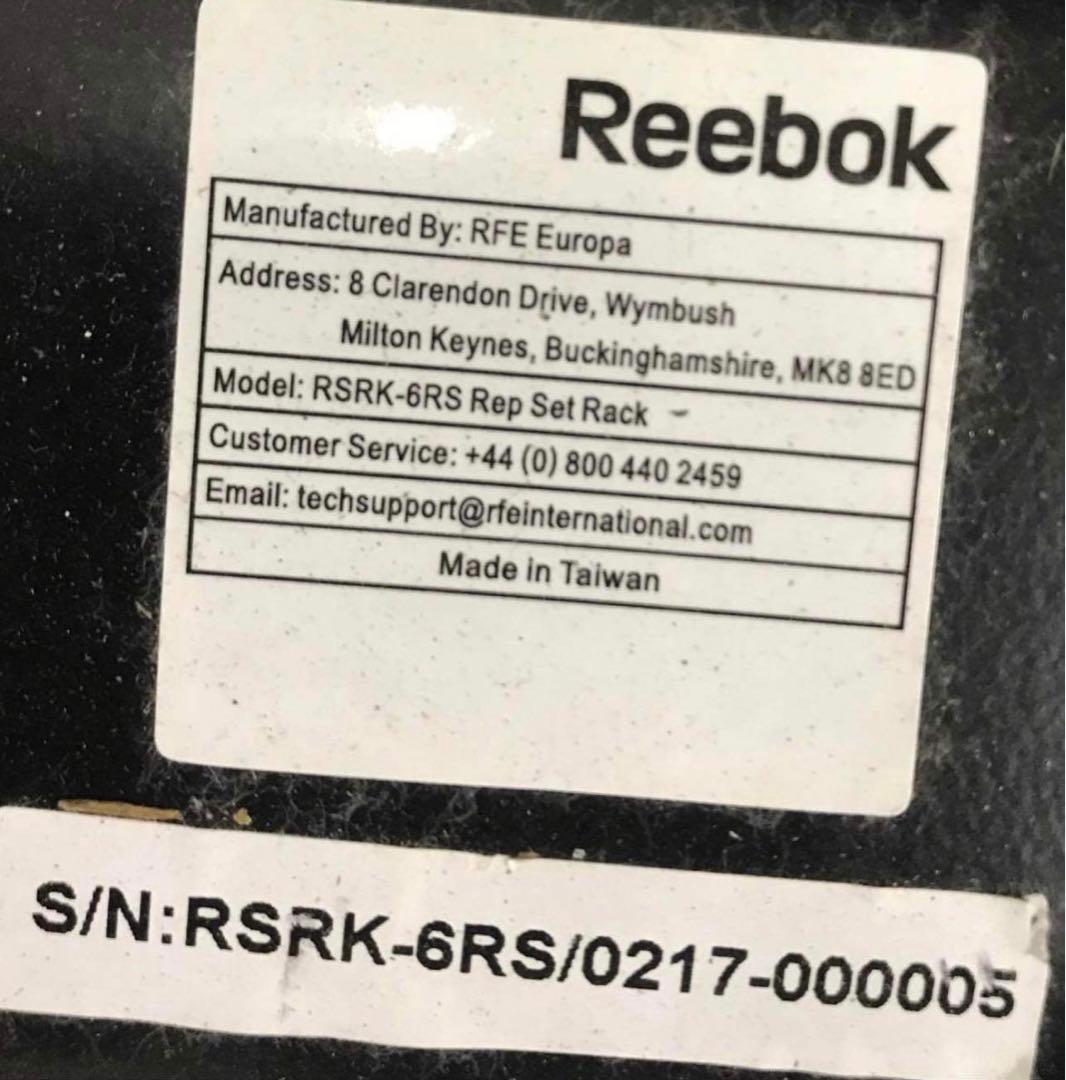 Reebok
Manufactured By: RFE Europa
Address: 8 Clarendon Drive, Wymbush
Milton Keynes, Buckinghamshire, MK8 8ED
Model: RSRK-6RS Rep Set Rack
Customer Service: +44 (0) 800 440 2459
Email: techsupport@rfeinternational.com
Made in Taiwan
S/N:RSRK-6RS/0217-000005